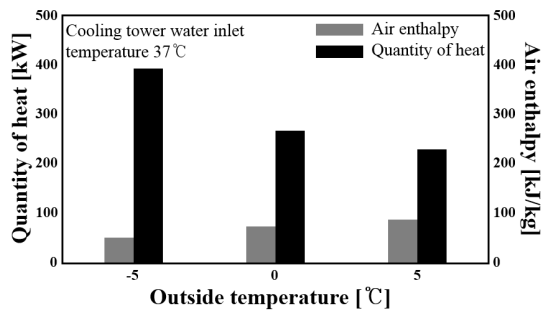 Cooling tower water inlet
temperature 37℃
Air enthalpy
Quantity of heat
Quantity of heat [kW]
500
400
300
200
100
0
500
400
300
200
100
0
Air enthalpy [kJ/kg]
-5
0
5
Outside temperature [℃]